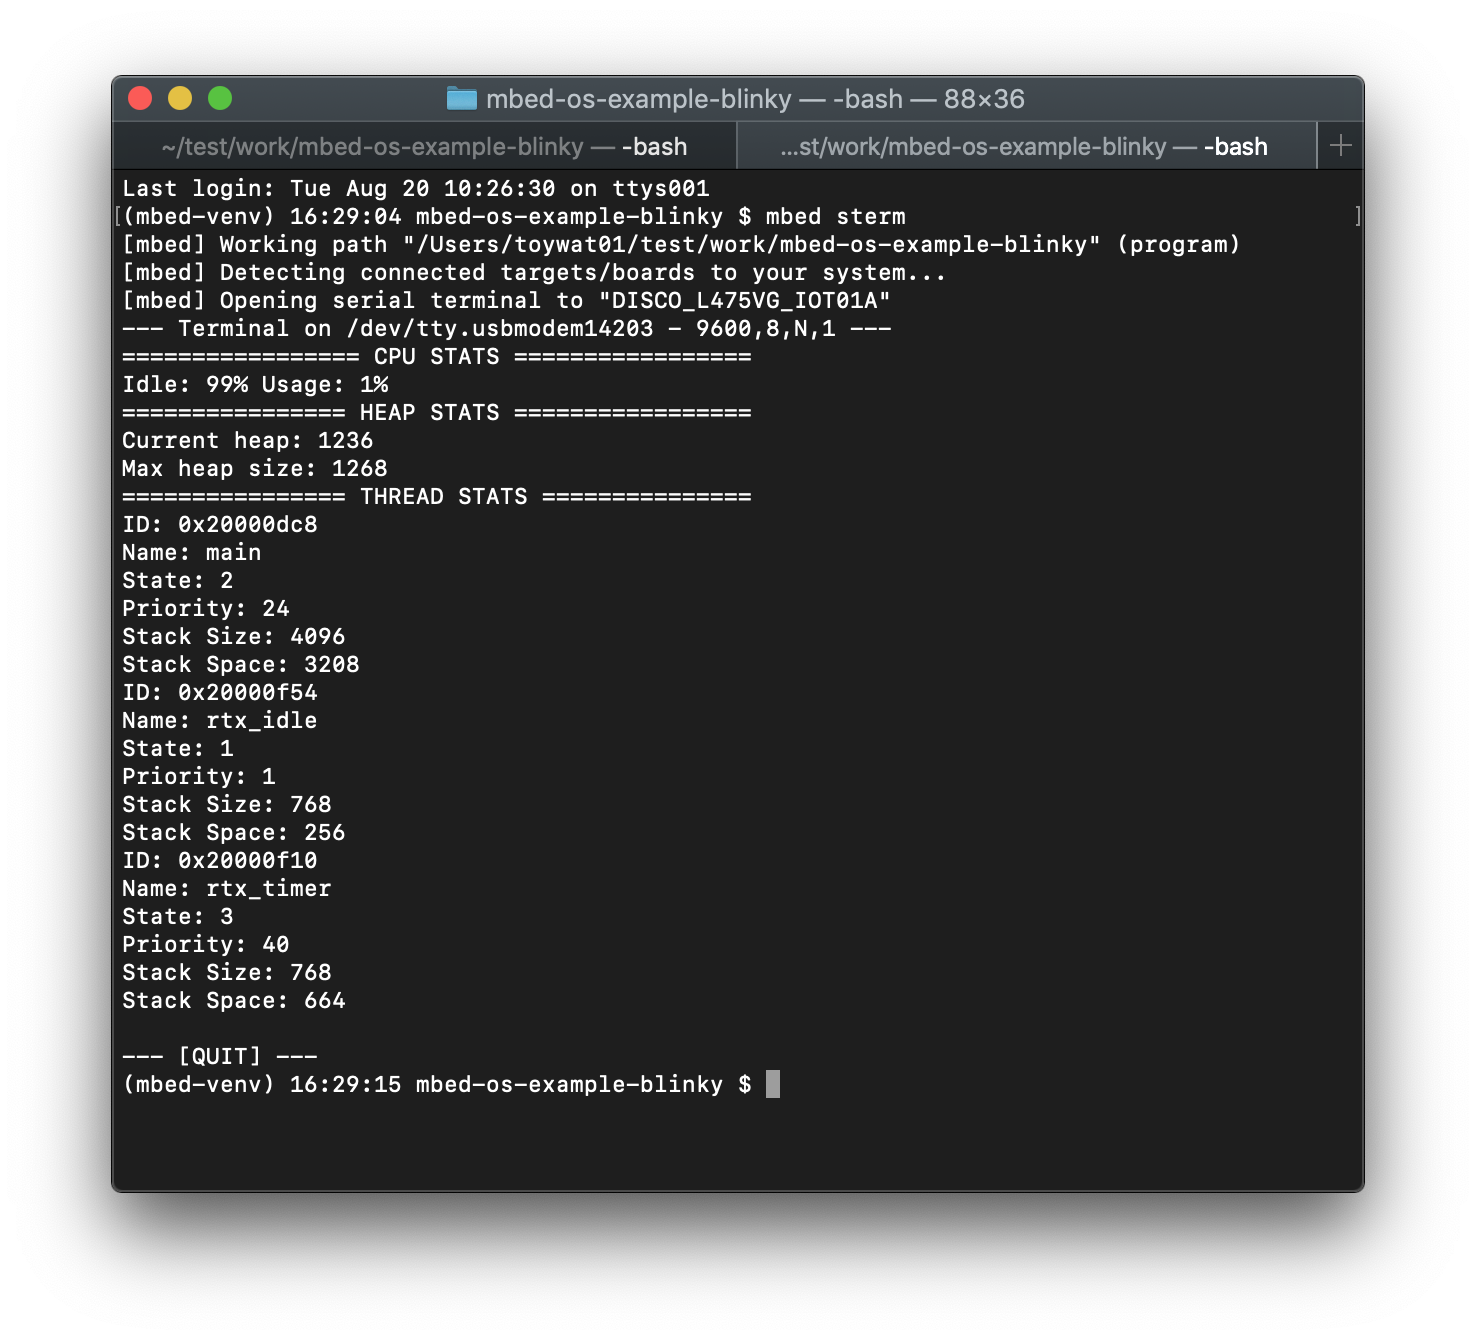 mbed-os-example-blinky — -bash — 88×36
~/test/work/mbed-os-example-blinky — -bash ...st/work/mbed-os-example-blinky — -bash +
Last login: Tue Aug 20 10:26:30 on ttys001
[(mbed-venv) 16:29:04 mbed-os-example-blinky $ mbed sterm ]
[mbed] Working path "/Users/toywat01/test/work/mbed-os-example-blinky" (program)
[mbed] Detecting connected targets/boards to your system...
[mbed] Opening serial terminal to "DISCO_L475VG_IOT01A"
--- Terminal on /dev/tty.usbmodem14203 - 9600,8,N,1 ---
================= CPU STATS =================
Idle: 99% Usage: 1%
================ HEAP STATS =================
Current heap: 1236
Max heap size: 1268
================ THREAD STATS ===============
ID: 0x20000dc8
Name: main
State: 2
Priority: 24
Stack Size: 4096
Stack Space: 3208
ID: 0x20000f54
Name: rtx_idle
State: 1
Priority: 1
Stack Size: 768
Stack Space: 256
ID: 0x20000f10
Name: rtx_timer
State: 3
Priority: 40
Stack Size: 768
Stack Space: 664
--- [QUIT] ---
(mbed-venv) 16:29:15 mbed-os-example-blinky $